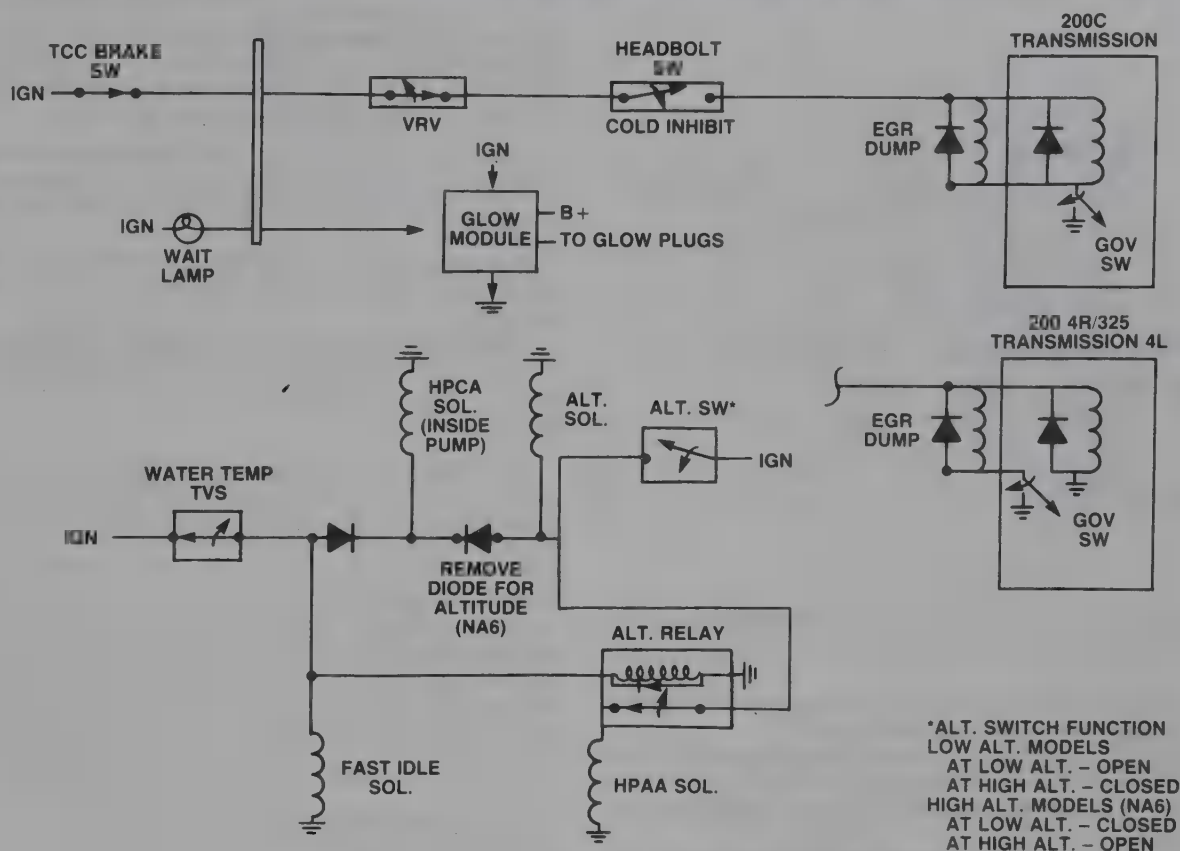 200C
TRANSMISSION
TCC BRAKE
SW
HEADBOLT
SW
IGN
VRV
COLD INHIBIT
EGR
DUMP
IGN
IGN
GLOW
MODULE
B+
TO GLOW PLUGS
WAIT
LAMP
GOV
SW
200 4R/325
TRANSMISSION 4L
HPCA
SOL.
(INSIDE
PUMP)
ALT.
SOL.
ALT. SW*
EGR
DUMP
IGN
WATER TEMP
TVS
IGN
GOV
SW
REMOVE
DIODE FOR
ALTITUDE
(NA6)
ALT. RELAY
FAST IDLE
SOL.
HPAA SOL.
*ALT. SWITCH FUNCTION
LOW ALT. MODELS
AT LOW ALT. – OPEN
AT HIGH ALT. – CLOSED
HIGH ALT. MODELS (NA6)
AT LOW ALT. – CLOSED
AT HIGH ALT. – OPEN